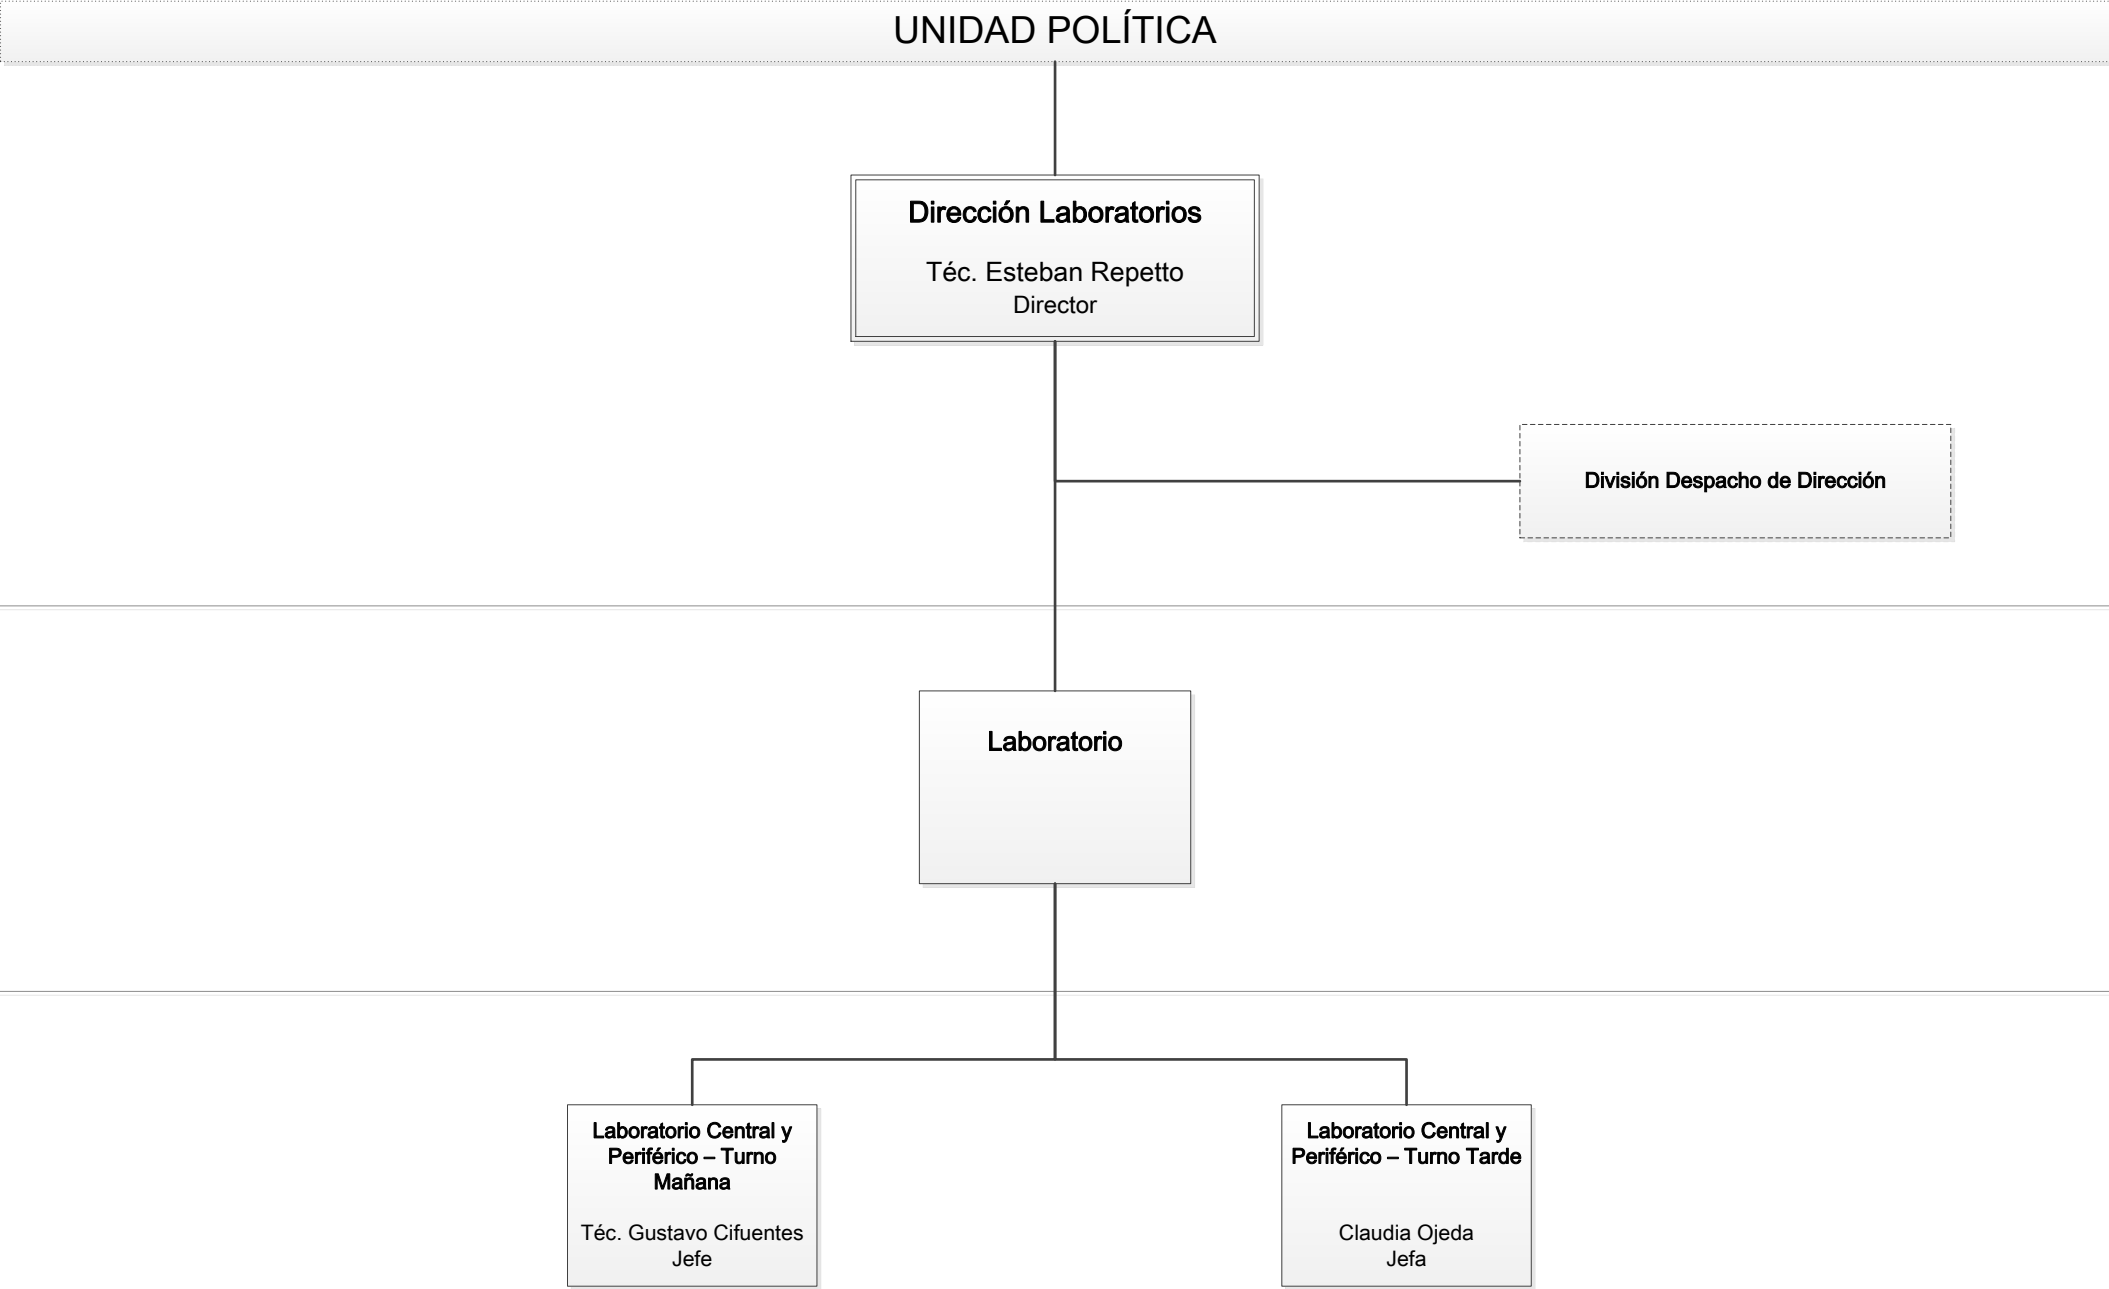 UNIDAD POLÍTICA
Dirección Laboratorios
Téc. Esteban Repetto
Director
División Despacho de Dirección
Laboratorio
Laboratorio Central y
Periférico – Turno
Mañana
Téc. Gustavo Cifuentes
Jefe
Laboratorio Central y
Periférico – Turno Tarde
Claudia Ojeda
Jefa